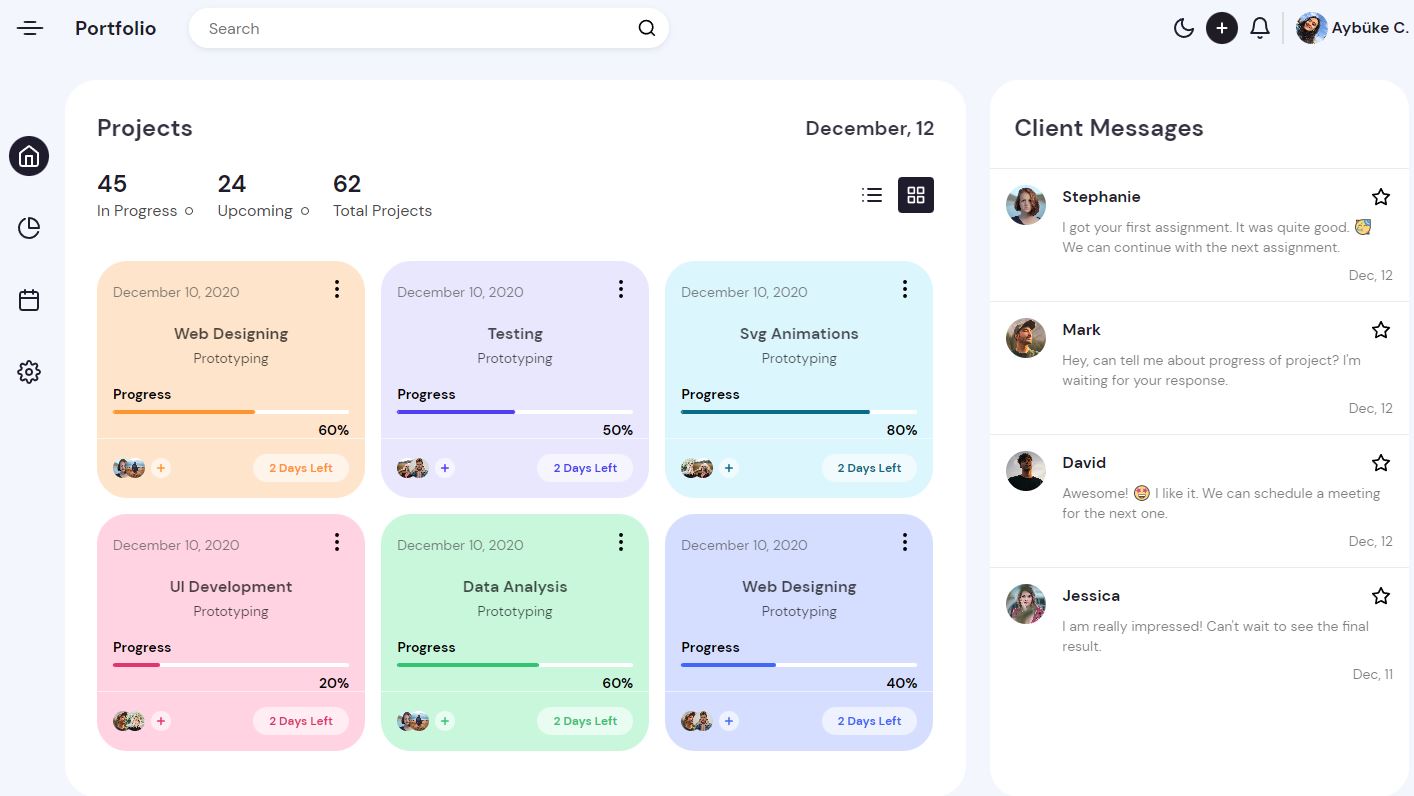 Portfolio
Search
Aybüke C.
Projects
December, 12
45
24
62
In Progress
Upcoming
Total Projects
December 10, 2020
Web Designing
Prototyping
Progress
60%
2 Days Left
December 10, 2020
Testing
Prototyping
Progress
50%
2 Days Left
December 10, 2020
Svg Animations
Prototyping
Progress
80%
2 Days Left
December 10, 2020
UI Development
Prototyping
Progress
20%
2 Days Left
December 10, 2020
Data Analysis
Prototyping
Progress
60%
2 Days Left
December 10, 2020
Web Designing
Prototyping
Progress
40%
2 Days Left
Client Messages
Stephanie
I got your first assignment. It was quite good. 🥳
We can continue with the next assignment.
Dec, 12
Mark
Hey, can tell me about progress of project? I'm
waiting for your response.
Dec, 12
David
Awesome! 🤩 I like it. We can schedule a meeting
for the next one.
Dec, 12
Jessica
I am really impressed! Can't wait to see the final
result.
Dec, 11